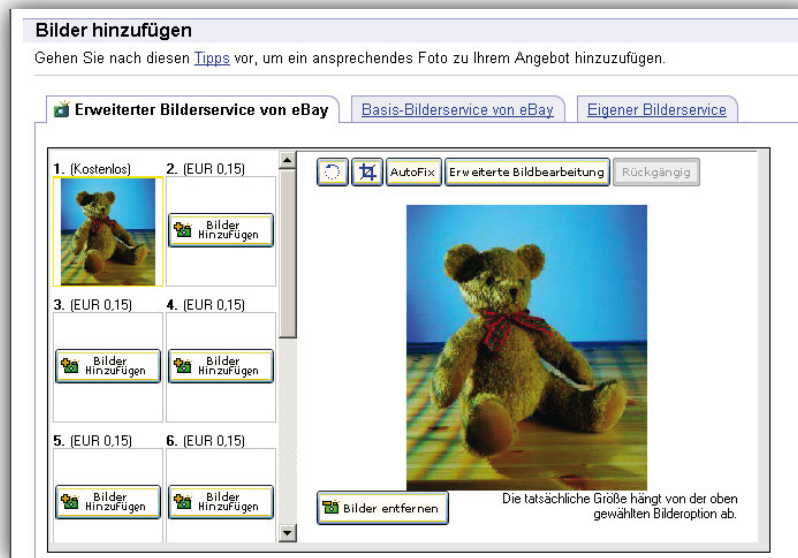 Bilder hinzufügen
Gehen Sie nach diesen Tipps vor, um ein ansprechendes Foto zu Ihrem Angebot hinzuzufügen.
Erweiterter Bilderservice von eBay
Basis-Bilderservice von eBay
Eigener Bilderservice
1. (Kostenlos)
2. (EUR 0,15)
AutoFix
Erweiterte Bildbearbeitung
Rückgängig
Bilder
Hinzufügen
3. (EUR 0,15)
4. (EUR 0,15)
Bilder
Hinzufügen
Bilder
Hinzufügen
5. (EUR 0,15)
6. (EUR 0,15)
Bilder
Hinzufügen
Bilder
Hinzufügen
Bilder entfernen
Die tatsächliche Größe hängt von der oben
gewählten Bilderoption ab.